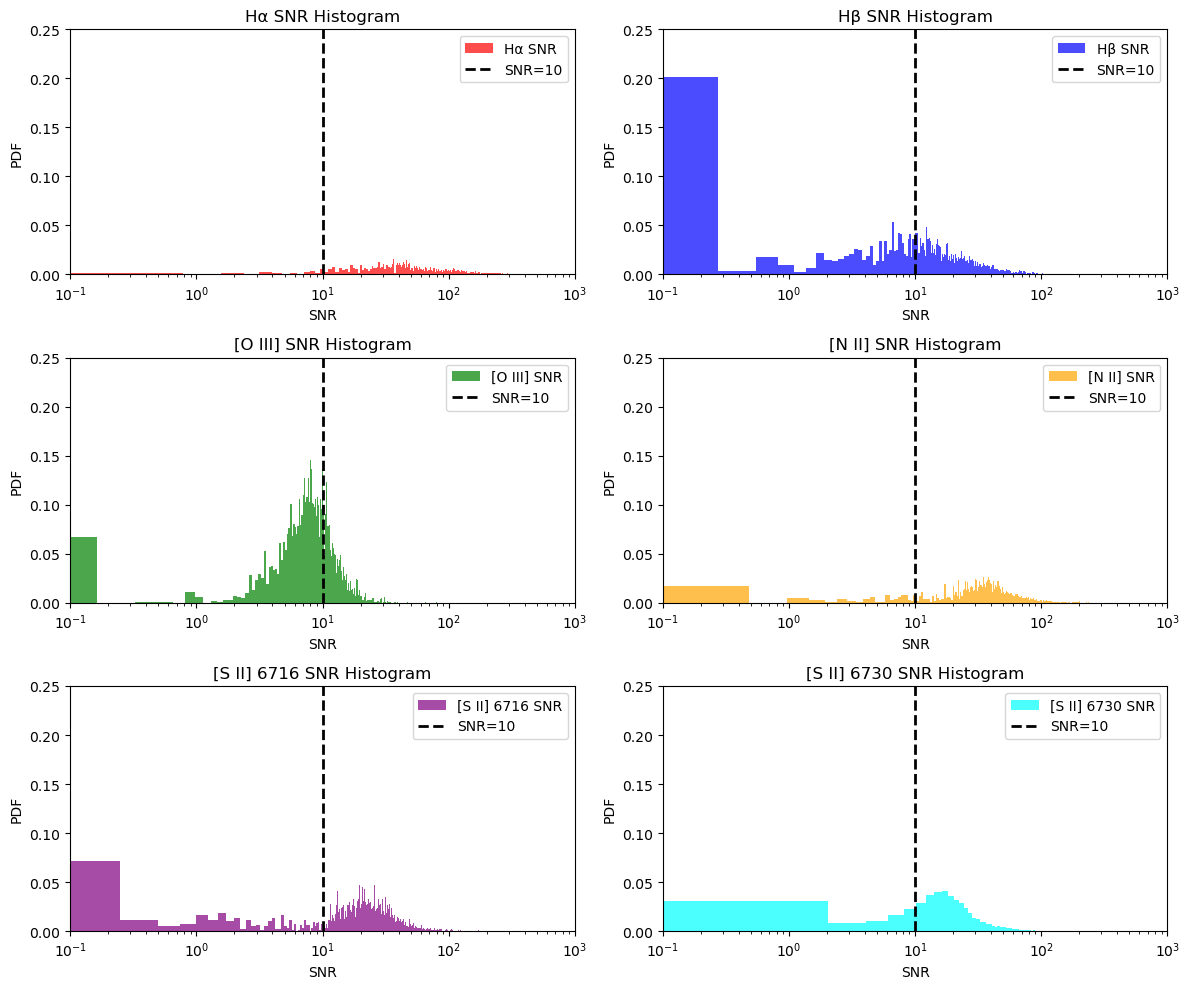 Hα SNR Histogram
0.25
0.20
0.15
0.10
0.05
0.00
PDF
10⁻¹ 10⁰ 10¹ 10² 10³
SNR
Hα SNR
SNR=10
Hβ SNR Histogram
0.25
0.20
0.15
0.10
0.05
0.00
PDF
10⁻¹ 10⁰ 10¹ 10² 10³
SNR
Hβ SNR
SNR=10
[O III] SNR Histogram
0.25
0.20
0.15
0.10
0.05
0.00
PDF
10⁻¹ 10⁰ 10¹ 10² 10³
SNR
[O III] SNR
SNR=10
[N II] SNR Histogram
0.25
0.20
0.15
0.10
0.05
0.00
PDF
10⁻¹ 10⁰ 10¹ 10² 10³
SNR
[N II] SNR
SNR=10
[S II] 6716 SNR Histogram
0.25
0.20
0.15
0.10
0.05
0.00
PDF
10⁻¹ 10⁰ 10¹ 10² 10³
SNR
[S II] 6716 SNR
SNR=10
[S II] 6730 SNR Histogram
0.25
0.20
0.15
0.10
0.05
0.00
PDF
10⁻¹ 10⁰ 10¹ 10² 10³
SNR
[S II] 6730 SNR
SNR=10